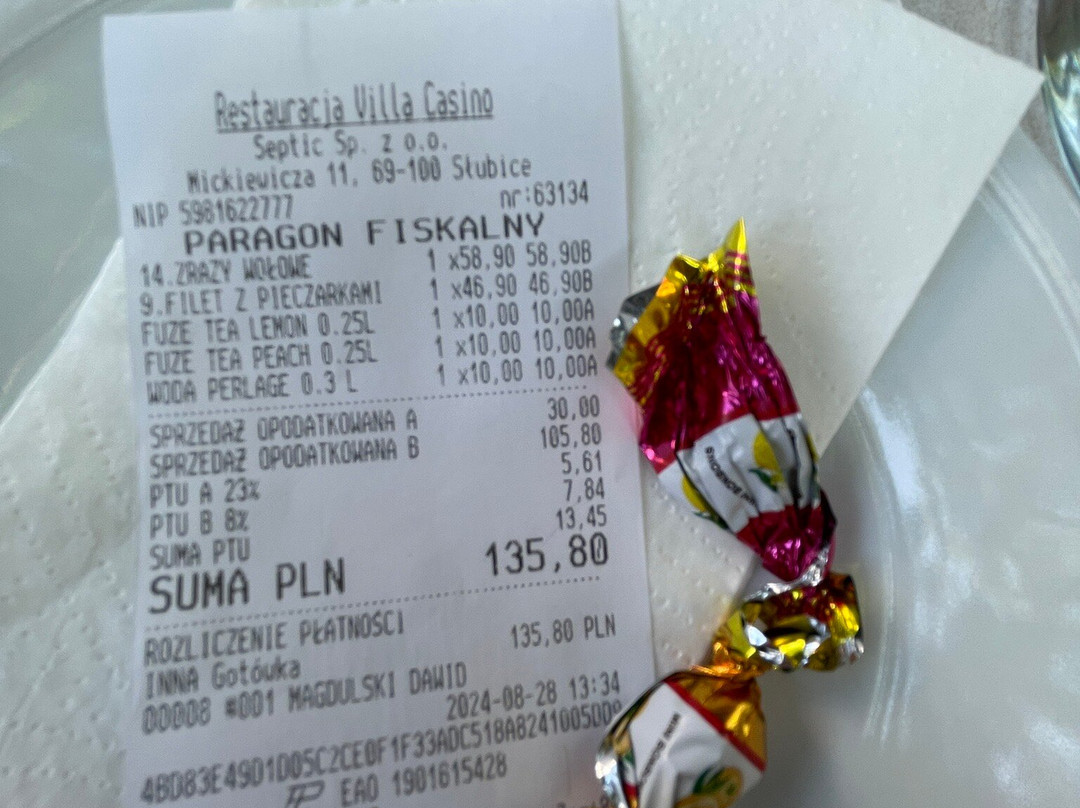 Restauracja Villa Casino
Septic Sp. z o.o.
Mickiewicza 11, 69-100 Słubice
NIP 5981622777 nr:63134
PARAGON FISKALNY
14.ZRAZY WOŁOWE 1 x58,90 58,90B
9.FILET Z PIECZARKAMI 1 x46,90 46,90B
FUZE TEA LEMON 0.25L 1 x10,00 10,00A
FUZE TEA PEACH 0.25L 1 x10,00 10,00A
WODA PERLAGE 0.3 L 1 x10,00 10,00A
SPRZEDAŻ OPODATKOWANA A 30,00
SPRZEDAŻ OPODATKOWANA B 105,80
PTU A 23% 5,61
PTU B 8% 7,84
SUMA PTU 13,45
SUMA PLN 135,80
ROZLICZENIE PŁATNOŚCI
INNA Gotówka 135,80 PLN
00008 #001 MAGDULSKI DAWID
2024-08-28 13:34
EAO 1901615428
MINI BONBONS